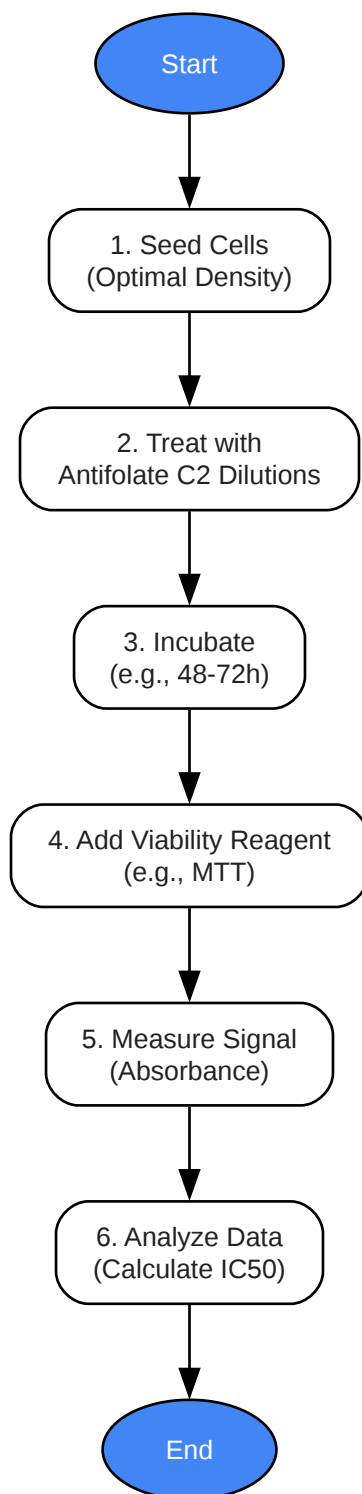 Start
1. Seed Cells
(Optimal Density)
2. Treat with
Antifolate C2 Dilutions
3. Incubate
(e.g., 48-72h)
4. Add Viability Reagent
(e.g., MTT)
5. Measure Signal
(Absorbance)
6. Analyze Data
(Calculate IC50)
End